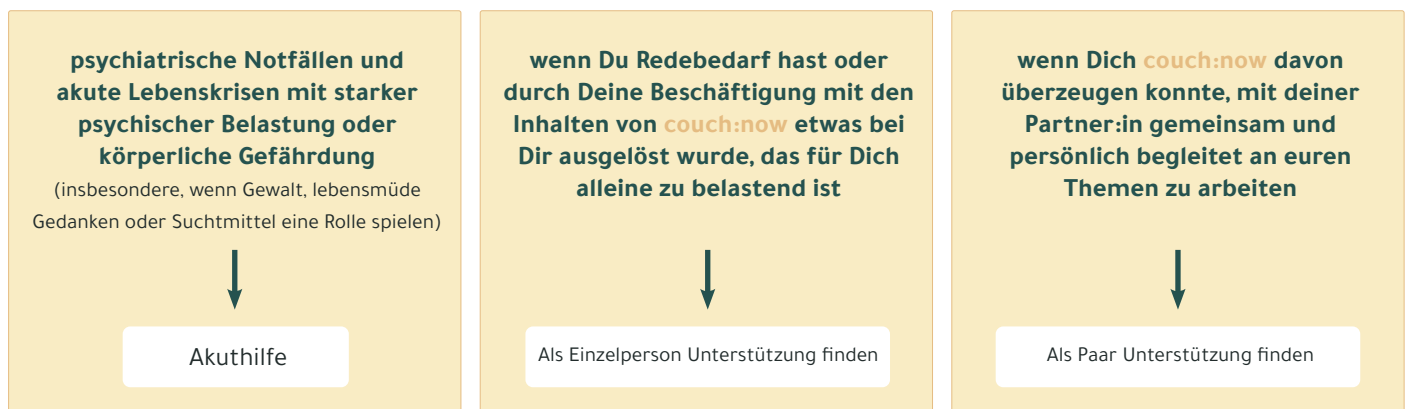 psychiatrische Notfällen und
akute Lebenskrisen mit starker
psychischer Belastung oder
körperliche Gefährdung
(insbesondere, wenn Gewalt, lebensmüde
Gedanken oder Suchtmittel eine Rolle spielen)
Akuthilfe
wenn Du Redebedarf hast oder
durch Deine Beschäftigung mit den
Inhalten von couch:now etwas bei
Dir ausgelöst wurde, das für Dich
alleine zu belastend ist
Als Einzelperson Unterstützung finden
wenn Dich couch:now davon
überzeugen konnte, mit deiner
Partner:in gemeinsam und
persönlich begleitet an euren
Themen zu arbeiten
Als Paar Unterstützung finden